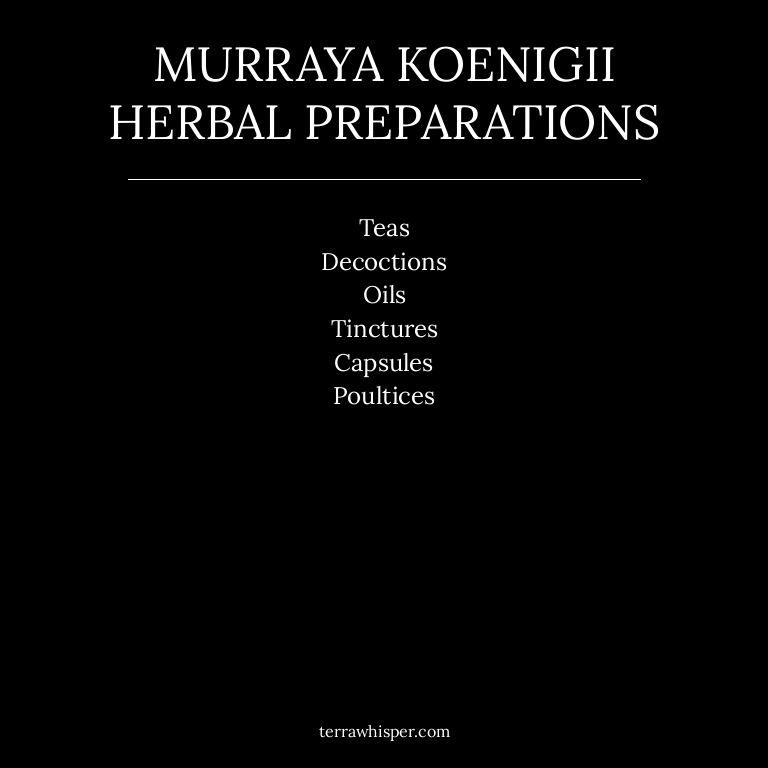 MURRAYA KOENIGII
HERBAL PREPARATIONS
Teas
Decoctions
Oils
Tinctures
Capsules
Poultices
terrawhisper.com